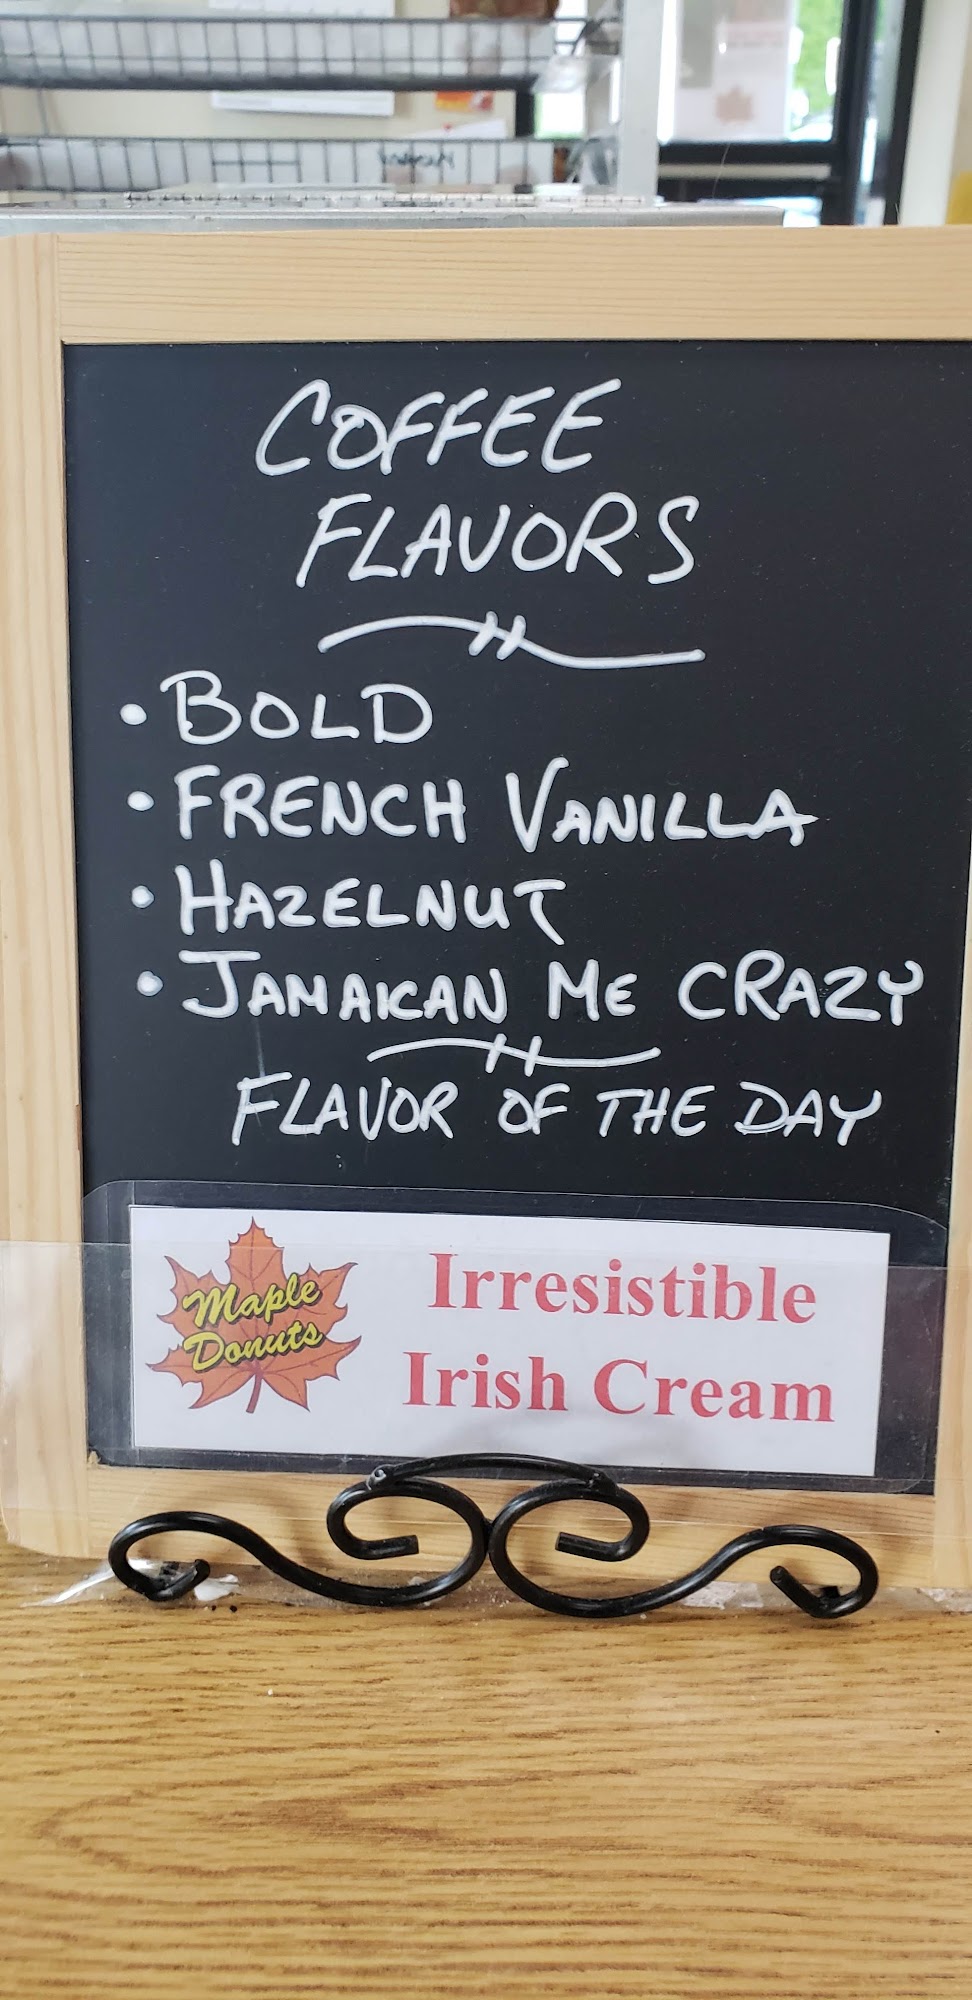 COFFEE
FLAVORS
• BOLD
• FRENCH VANILLA
• HAZELNUT
• JAMAICAN ME CRAZY
FLAVOR OF THE DAY
Maple
Donuts
Irresistible
Irish Cream